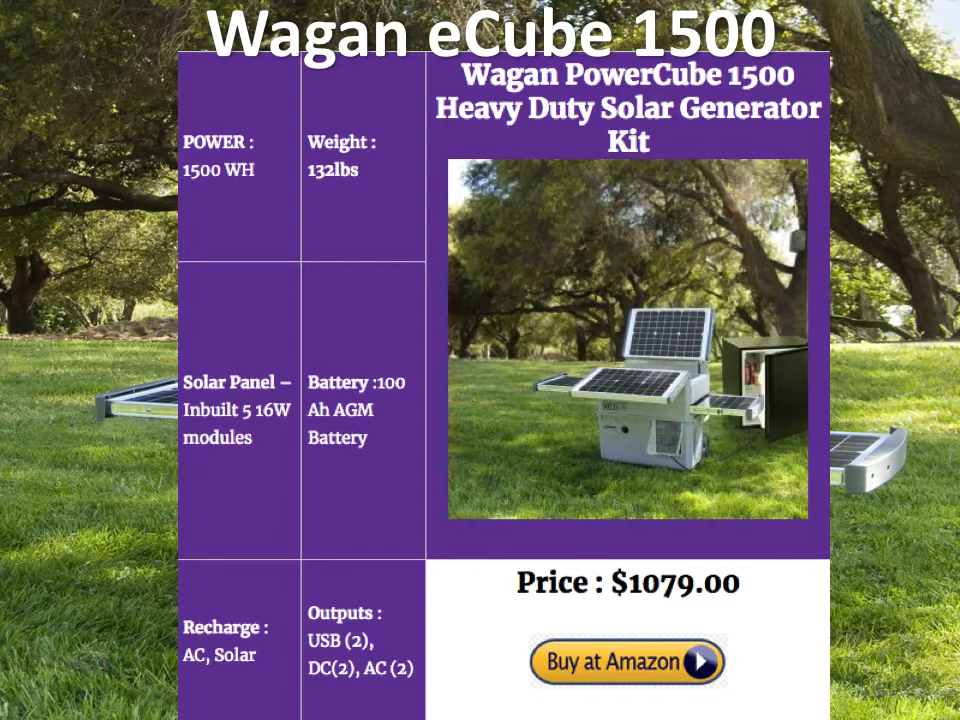 Wagan eCube 1500
Wagan PowerCube 1500
Heavy Duty Solar Generator
Kit
POWER :
1500 WH
Weight :
132lbs
Solar Panel –
Inbuilt 5 16W
modules
Battery :100
Ah AGM
Battery
Recharge :
AC, Solar
Outputs :
USB (2),
DC(2), AC (2)
Price : $1079.00
Buy at Amazon